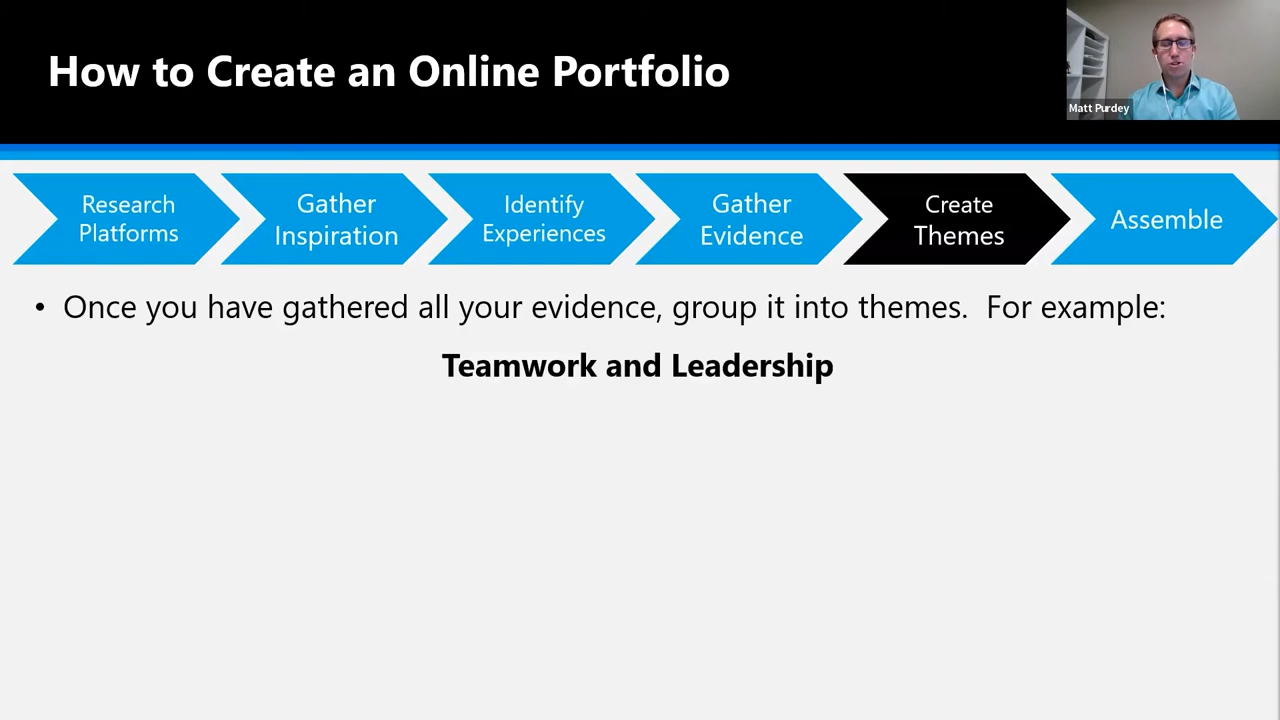 How to Create an Online Portfolio
Matt Purdey
Research
Platforms
Gather
Inspiration
Identify
Experiences
Gather
Evidence
Create
Themes
Assemble
• Once you have gathered all your evidence, group it into themes.  For example:
Teamwork and Leadership